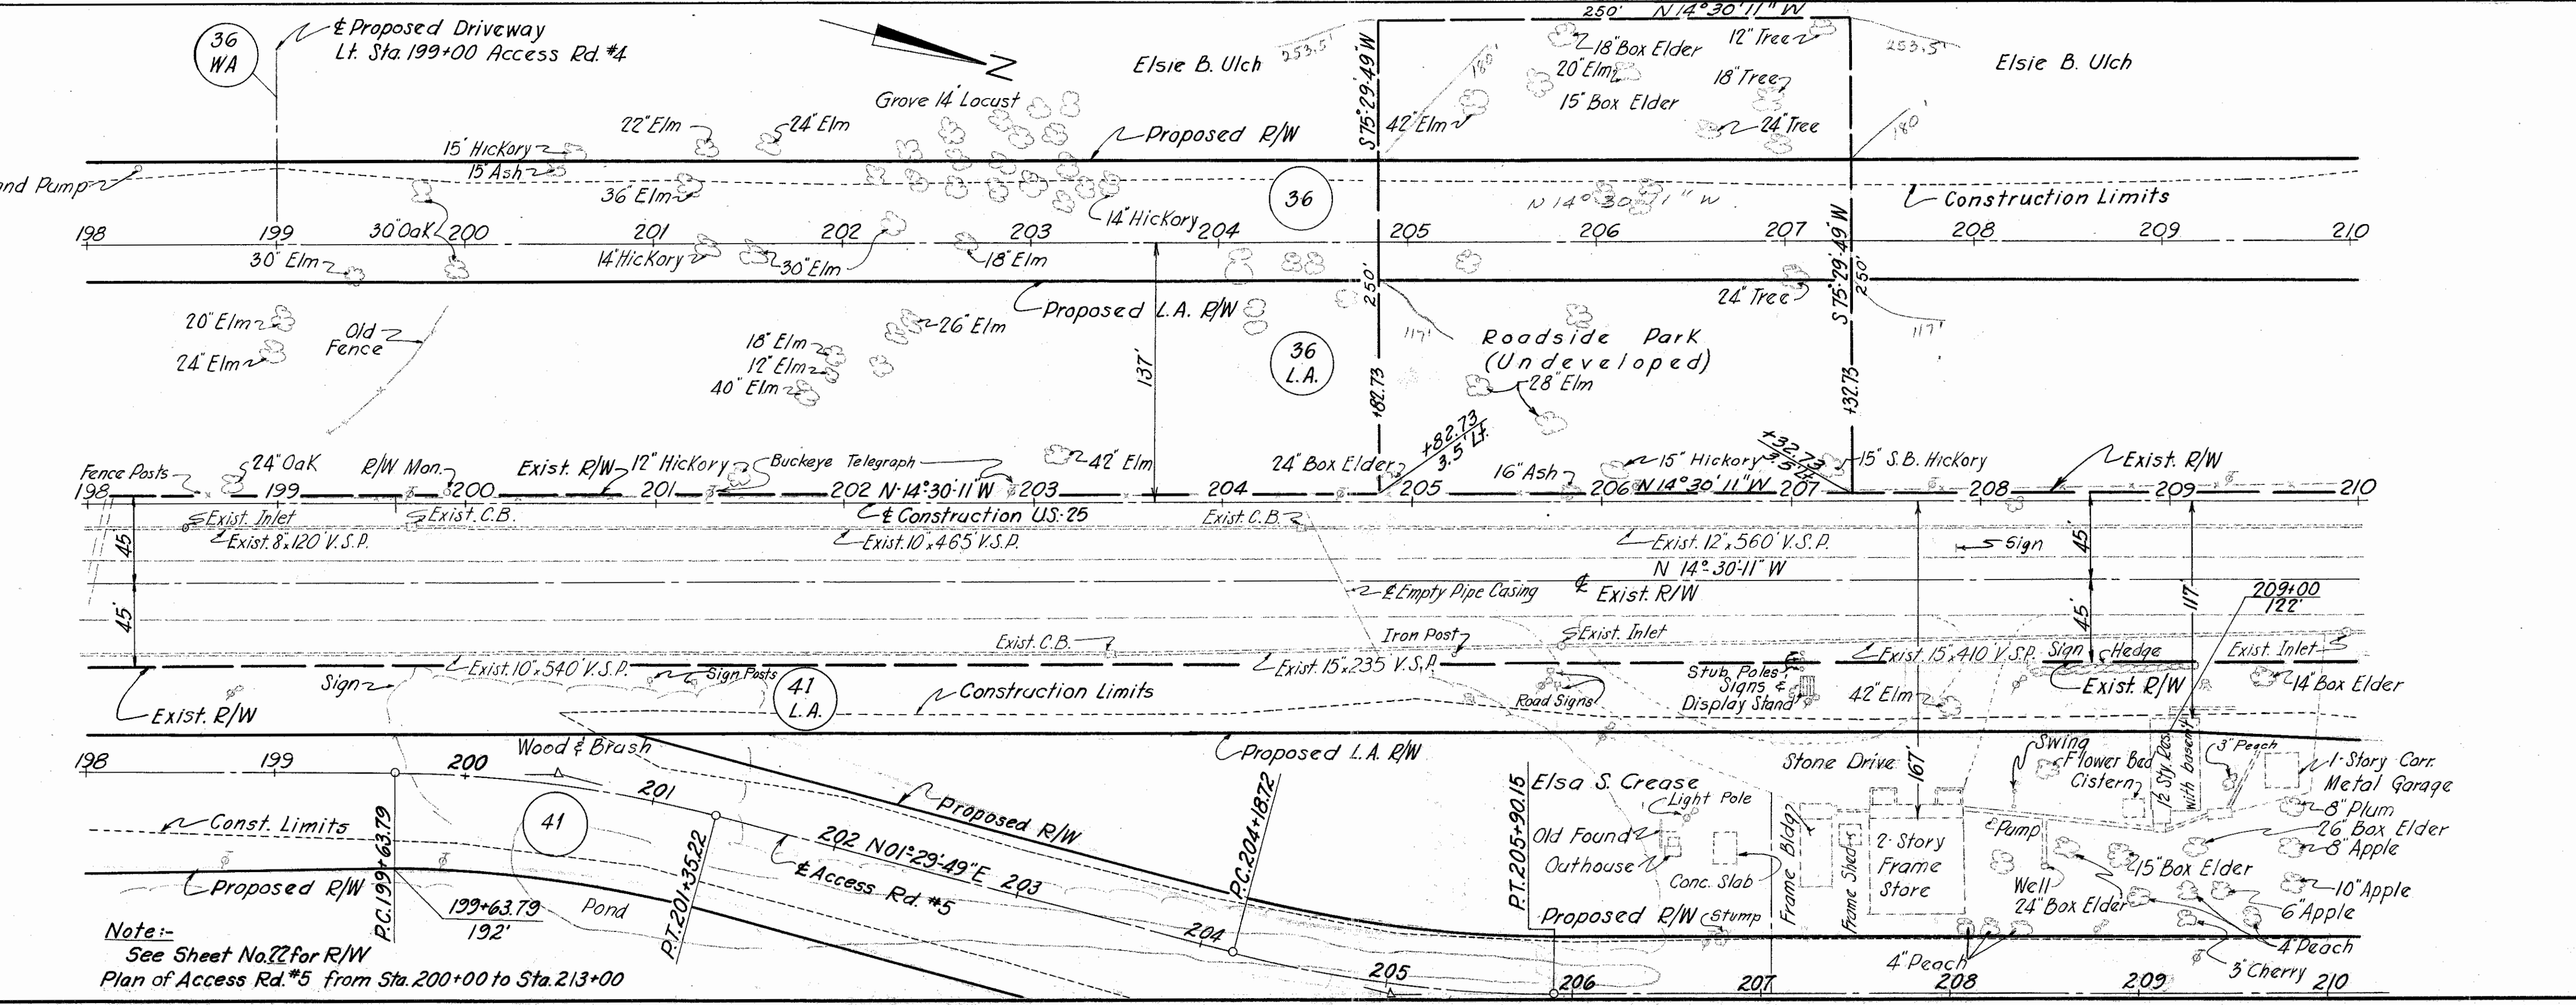 36
WA
℄ Proposed Driveway
Lt. Sta. 199+00 Access Rd. #4
N
Elsie B. Ulch
253.5'
250' N 14°30'11" W
S 75°-29'-49" W
180'
18" Box Elder
12" Tree
20" Elm
18" Tree
15" Box Elder
42" Elm
24" Tree
253.5'
Elsie B. Ulch
180'
Grove 14" Locust
22" Elm
24" Elm
Proposed R/W
15" Hickory
15" Ash
and Pump
36" Elm
14" Hickory
36
N 14° 30' 11" W
Construction Limits
S 75°-29'-49" W
30" Oak
198
199
200
201
202
203
204
205
206
207
208
209
210
30" Elm
14" Hickory
30" Elm
18" Elm
250'
24" Tree
250'
Proposed L.A. R/W
20" Elm
24" Elm
Old
Fence
26" Elm
18" Elm
12" Elm
40" Elm
137'
36
L.A.
117'
Roadside Park
(Undeveloped)
28" Elm
117'
+82.73
+32.73
+82.73
3.5' Lt.
+32.73
3.5' Lt.
Fence Posts
24" Oak
R/W Mon.
Exist. R/W
12" Hickory
Buckeye Telegraph
42" Elm
24" Box Elder
16" Ash
15" Hickory
15" S.B. Hickory
Exist. R/W
198
199
200
201
202
N-14°30'11"W
203
204
205
206
N 14°30'11" W
207
208
209
210
Exist. Inlet
Exist. C.B.
℄ Construction U.S.-25
Exist. C.B.
Exist. 8"x120' V.S.P.
Exist. 10"x465' V.S.P.
Exist. 12"x560' V.S.P.
Sign
N 14°-30'-11" W
45'
45'
45'
45'
117'
℄ Empty Pipe Casing
℄ Exist. R/W
209+00
122'
Exist. C.B.
Iron Post
Exist. Inlet
Exist. 10"x540' V.S.P.
Sign Posts
Exist. 15"x235' V.S.P.
Exist. 15"x410' V.S.P.
Sign
Hedge
Exist. Inlet
Sign
41
L.A.
Construction Limits
Road Signs
Stub Poles,
Signs &
Display Stand
42" Elm
Exist. R/W
14" Box Elder
Exist. R/W
Proposed L.A. R/W
Wood & Brush
198
199
200
201
202 N01°-29'-49"E 203
204
205
206
207
208
209
210
℄ Access Rd. #5
Proposed R/W
Const. Limits
41
P.C. 199+63.79
P.T. 201+35.22
P.C. 204+18.72
P.T. 205+90.15
Proposed R/W
199+63.79
192'
Pond
Elsa S. Crease
Light Pole
Old Found
Outhouse
Conc. Slab
Proposed R/W
Stump
Frame Bldg.
Frame Shed
2-Story
Frame
Store
Stone Drive
167'
Swing
Flower Bed
Cistern
1½ Sty. Res.
with basem't
3" Peach
1-Story Corr.
Metal Garage
8" Plum
26" Box Elder
8" Apple
Pump
15" Box Elder
Well
24" Box Elder
10" Apple
6" Apple
4" Peach
4" Peach
3" Cherry
Note:-
See Sheet No. 22 for R/W
Plan of Access Rd. #5 from Sta. 200+00 to Sta. 213+00